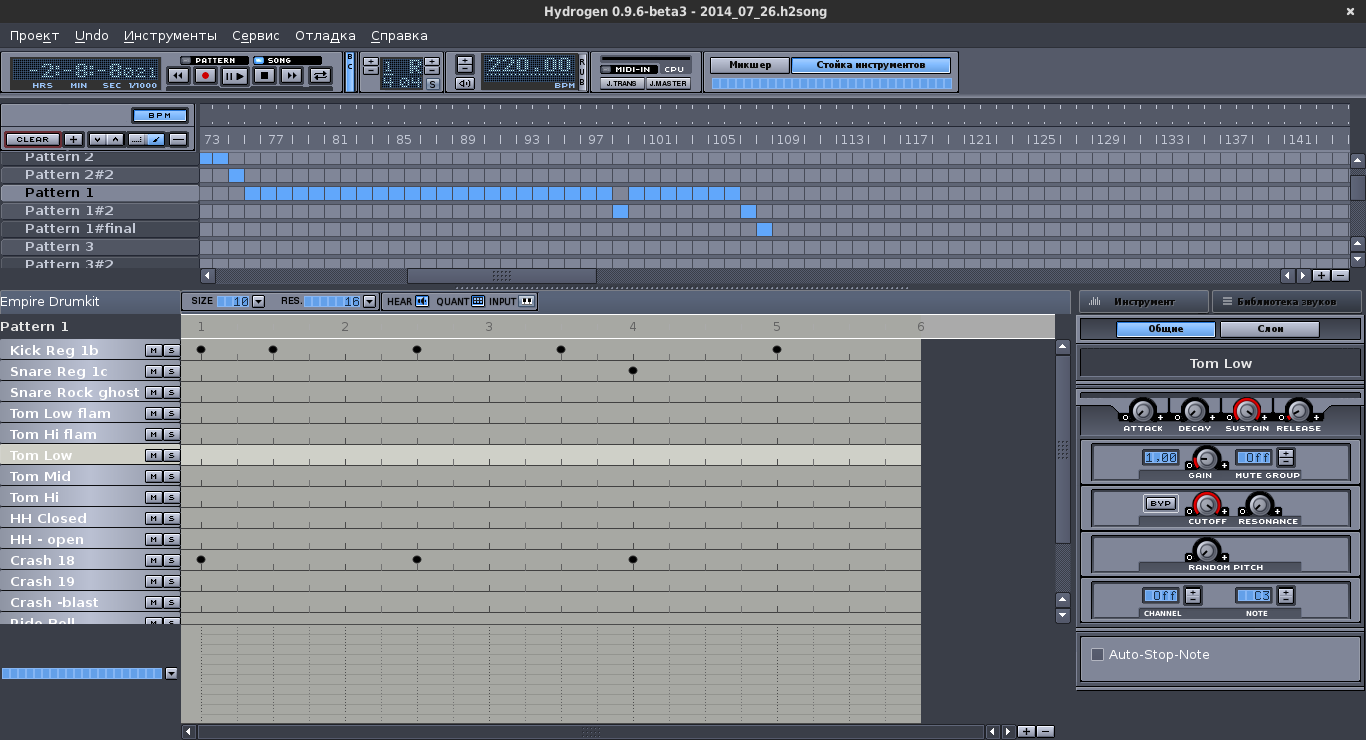 Hydrogen 0.9.6-beta3 - 2014_07_26.h2song
Проект Undo Инструменты Сервис Отладка Справка
PATTERN SONG
-2:-8:-8021
HRS MIN SEC 1/1000
BC
1 R
4 04 S
220.00
BPM
RUB
MIDI-IN CPU
J.TRANS J.MASTER
Микшер Стойка инструментов
BPM
CLEAR
73 77 81 85 89 93 97 101 105 109 113 117 121 125 129 133 137 141
Pattern 2
Pattern 2#2
Pattern 1
Pattern 1#2
Pattern 1#final
Pattern 3
Pattern 3#2
Empire Drumkit
SIZE 10 RES. 16 HEAR QUANT INPUT
Инструмент Библиотека звуков
Pattern 1
1 2 3 4 5 6
Общие Слои
Kick Reg 1b M S
Snare Reg 1c M S
Snare Rock ghost M S
Tom Low flam M S
Tom Hi flam M S
Tom Low M S
Tom Mid M S
Tom Hi M S
HH Closed M S
HH - open M S
Crash 18 M S
Crash 19 M S
Crash -blast M S
Ride Bell M S
Tom Low
ATTACK DECAY SUSTAIN RELEASE
1.00 Off
GAIN MUTE GROUP
BYP
CUTOFF RESONANCE
RANDOM PITCH
Off C3
CHANNEL NOTE
Auto-Stop-Note